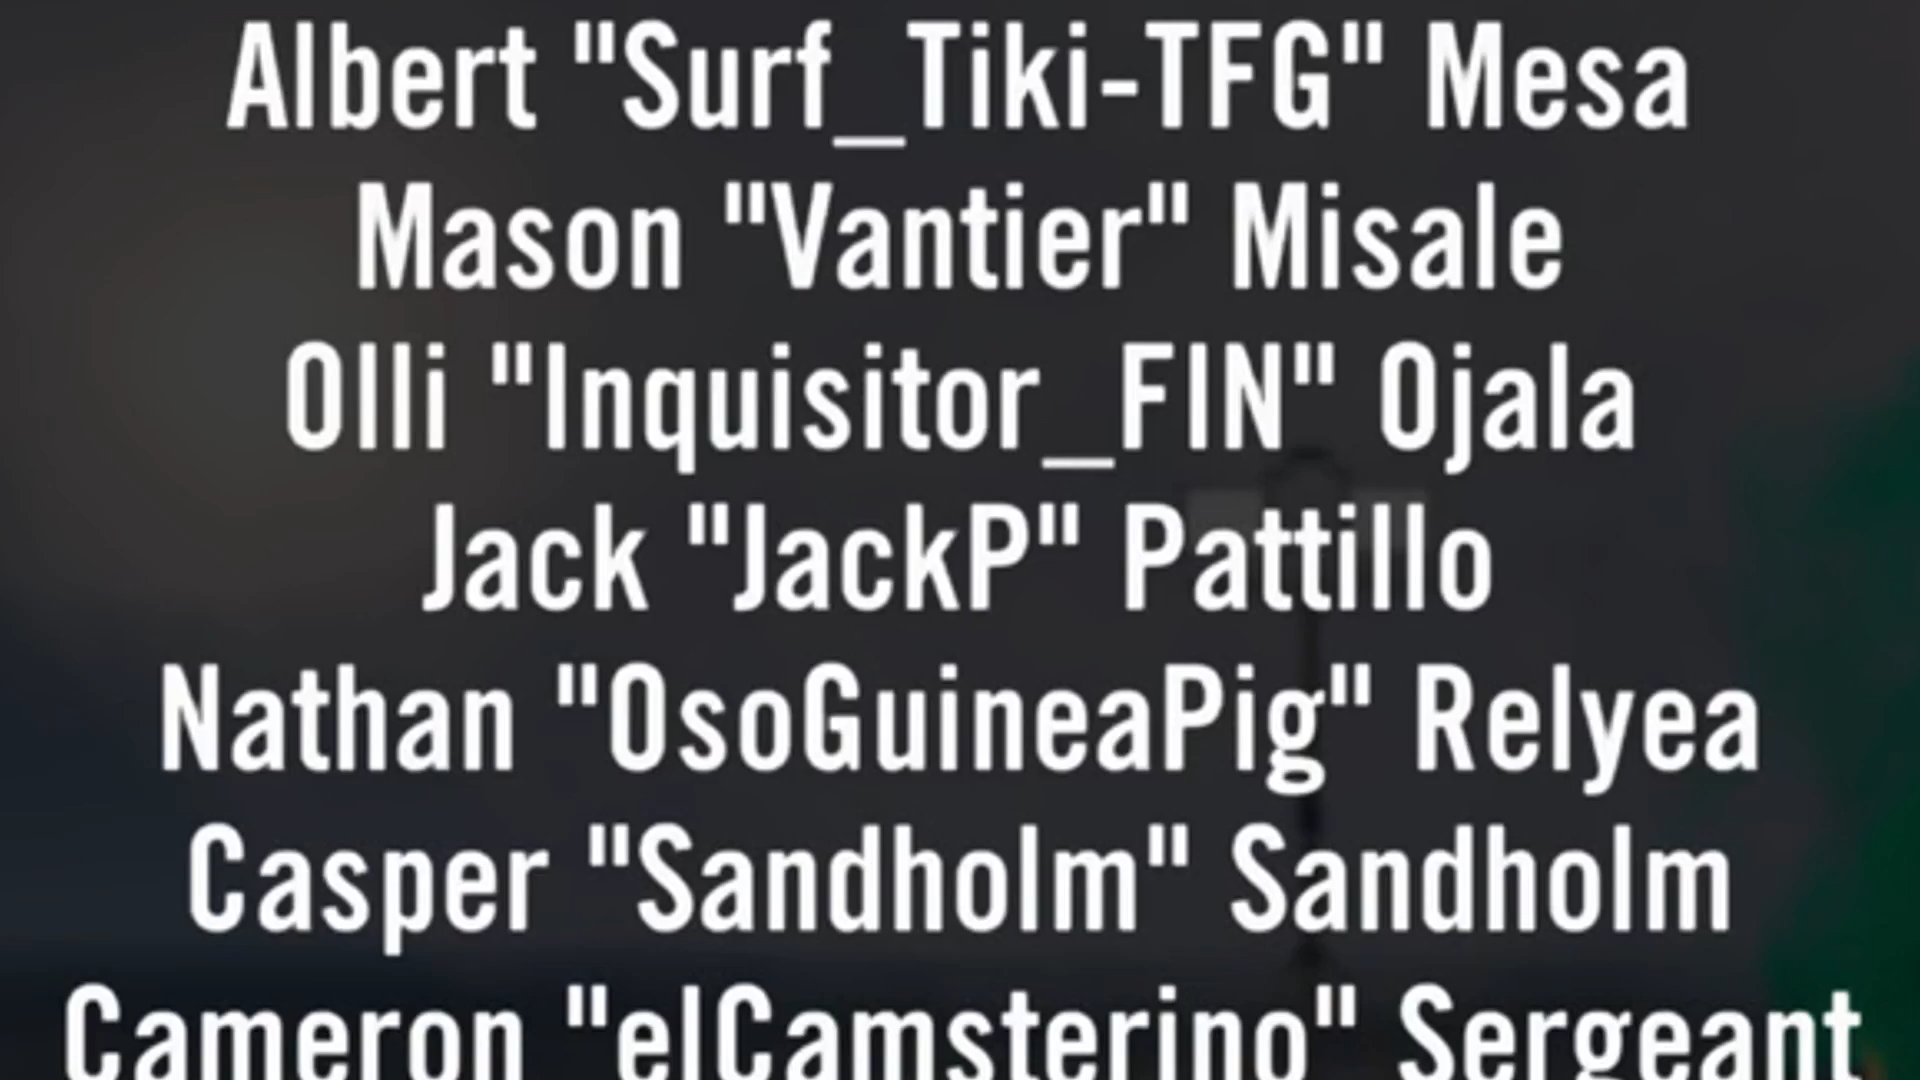 Albert "Surf_Tiki-TFG" Mesa
Mason "Vantier" Misale
Olli "Inquisitor_FIN" Ojala
Jack "JackP" Pattillo
Nathan "OsoGuineaPig" Relyea
Casper "Sandholm" Sandholm
Cameron "elCamsterino" Sergeant